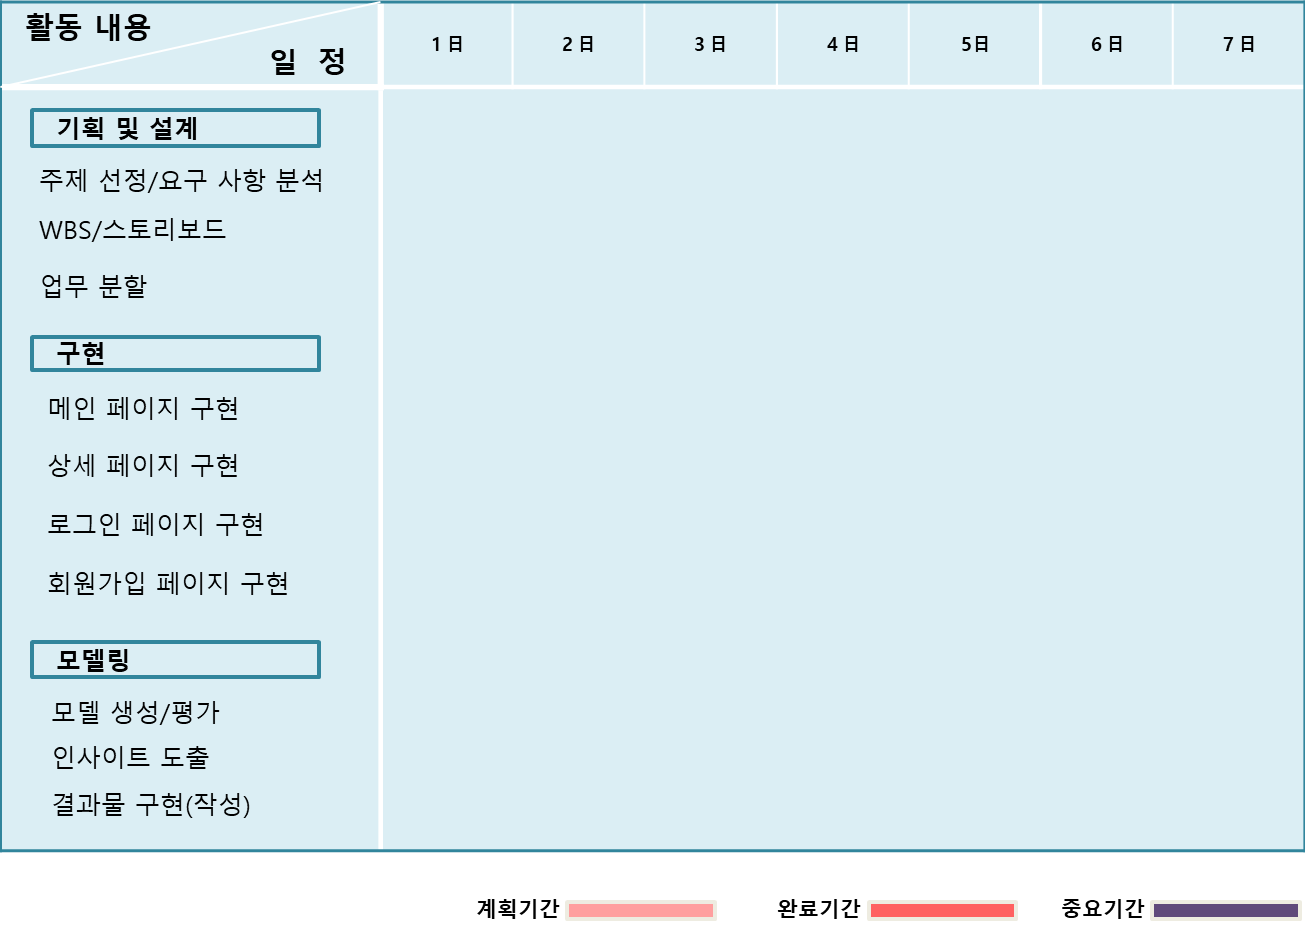 활동 내용
일 정
1 日
2 日
3 日
4 日
5日
6 日
7 日
기획 및 설계
주제 선정/요구 사항 분석
WBS/스토리보드
업무 분할
구현
메인 페이지 구현
상세 페이지 구현
로그인 페이지 구현
회원가입 페이지 구현
모델링
모델 생성/평가
인사이트 도출
결과물 구현(작성)
계획기간
완료기간
중요기간